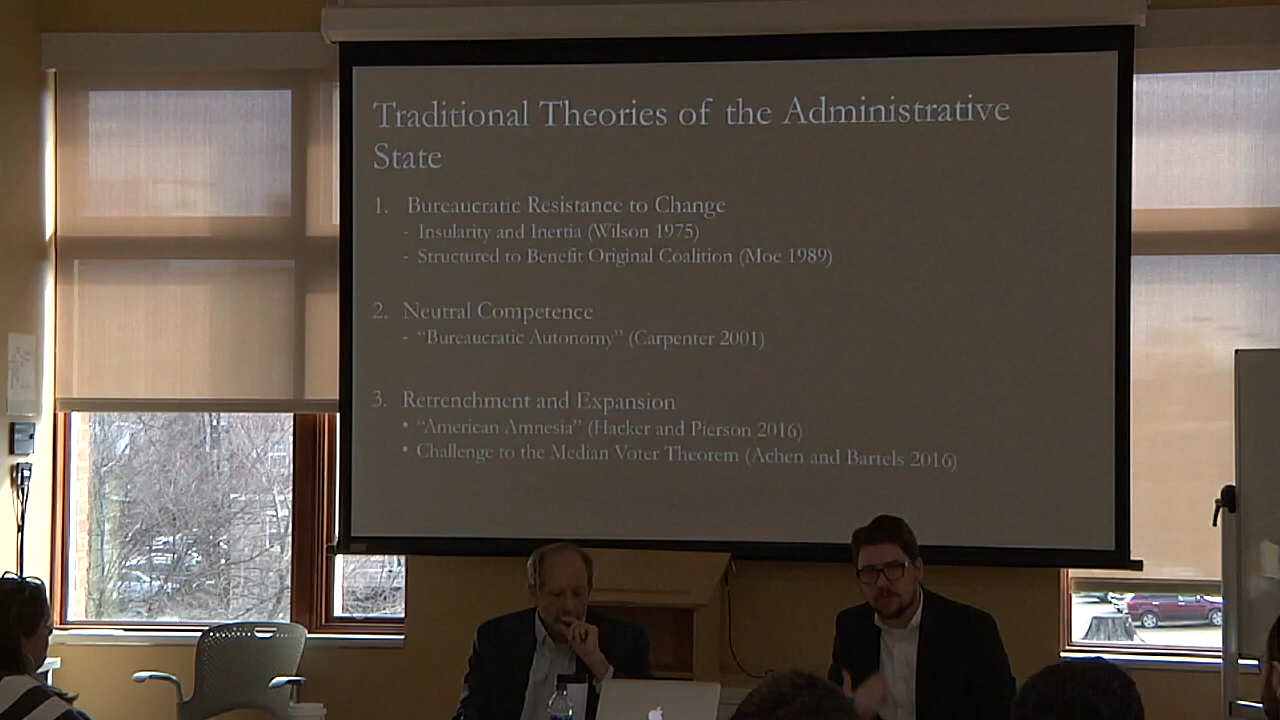 Traditional Theories of the Administrative
State
1. Bureaucratic Resistance to Change
- Insularity and Inertia (Wilson 1975)
- Structured to Benefit Original Coalition (Moe 1989)
2. Neutral Competence
- “Bureaucratic Autonomy” (Carpenter 2001)
3. Retrenchment and Expansion
• “American Amnesia” (Hacker and Pierson 2016)
• Challenge to the Median Voter Theorem (Achen and Bartels 2016)